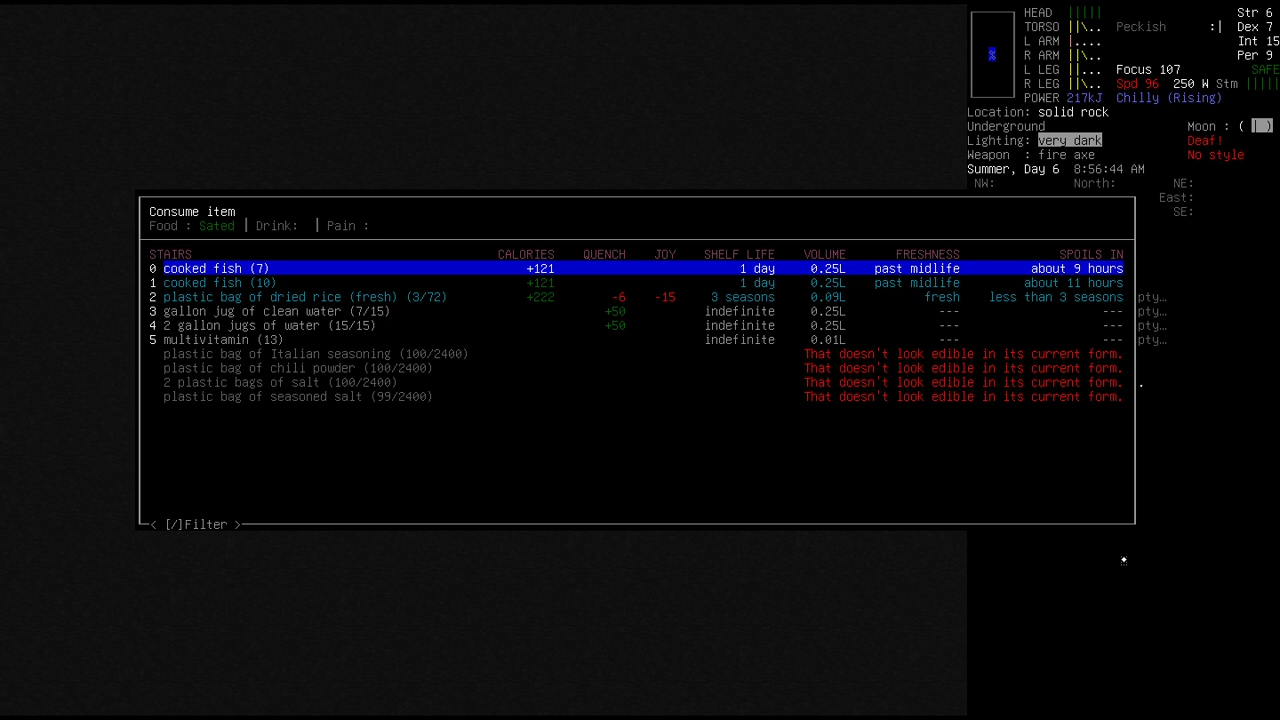 HEAD ||||| Str 6
TORSO ||\.. Peckish :| Dex 7
L ARM |.... Int 15
R ARM ||\.. Per 9
L LEG ||... Focus 107 SAFE
R LEG ||\.. Spd 96 250 W Stm |||||
POWER 217kJ Chilly (Rising)
Location: solid rock
Underground Moon : ( | )
Lighting: very dark Deaf!
Weapon : fire axe No style
Summer, Day 6 8:56:44 AM
NW: North: NE:
East:
SE:
Consume item
Food : Sated | Drink: | Pain :
STAIRS CALORIES QUENCH JOY SHELF LIFE VOLUME FRESHNESS SPOILS IN
0 cooked fish (7) +121 1 day 0.25L past midlife about 9 hours
1 cooked fish (10) +121 1 day 0.25L past midlife about 11 hours
2 plastic bag of dried rice (fresh) (3/72) +222 -6 -15 3 seasons 0.09L fresh less than 3 seasons pty…
3 gallon jug of clean water (7/15) +50 indefinite 0.25L --- --- pty…
4 2 gallon jugs of water (15/15) +50 indefinite 0.25L --- --- pty…
5 multivitamin (13) indefinite 0.01L --- --- pty…
plastic bag of Italian seasoning (100/2400) That doesn't look edible in its current form.
plastic bag of chili powder (100/2400) That doesn't look edible in its current form.
2 plastic bags of salt (100/2400) That doesn't look edible in its current form. .
plastic bag of seasoned salt (99/2400) That doesn't look edible in its current form.
< [/]Filter >